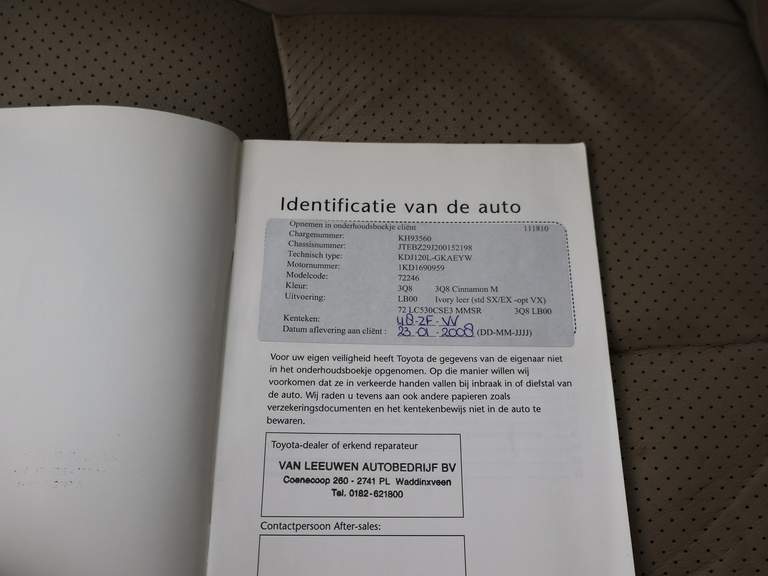 Identificatie van de auto
Opnemen in onderhoudsboekje cliënt 111810
Chargenummer: KH93560
Chassisnummer: JTEBZ29J200152198
Technisch type: KDJ120L-GKAEYW
Motornummer: 1KD1690959
Modelcode: 72246
Kleur: 3Q8 3Q8 Cinnamon M
Uitvoering: LB00 Ivory leer (std SX/EX -opt VX)
72 LC530CSE3 MMSR 3Q8 LB00
Kenteken: 48-ZF-VV
Datum aflevering aan cliënt : 23-01-2008 (DD-MM-JJJJ)
Voor uw eigen veiligheid heeft Toyota de gegevens van de eigenaar niet
in het onderhoudsboekje opgenomen. Op die manier willen wij
voorkomen dat ze in verkeerde handen vallen bij inbraak in of diefstal van
de auto. Wij raden u tevens aan ook andere papieren zoals
verzekeringsdocumenten en het kentekenbewijs niet in de auto te
bewaren.
Toyota-dealer of erkend reparateur
VAN LEEUWEN AUTOBEDRIJF BV
Coenecoop 260 - 2741 PL Waddinxveen
Tel. 0182-621800
Contactpersoon After-sales: